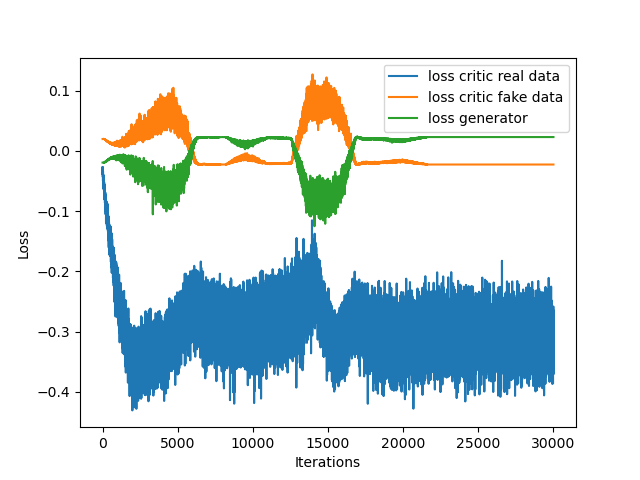 loss critic real data
loss critic fake data
loss generator
0.1
0.0
−0.1
−0.2
−0.3
−0.4
Loss
0 5000 10000 15000 20000 25000 30000
Iterations